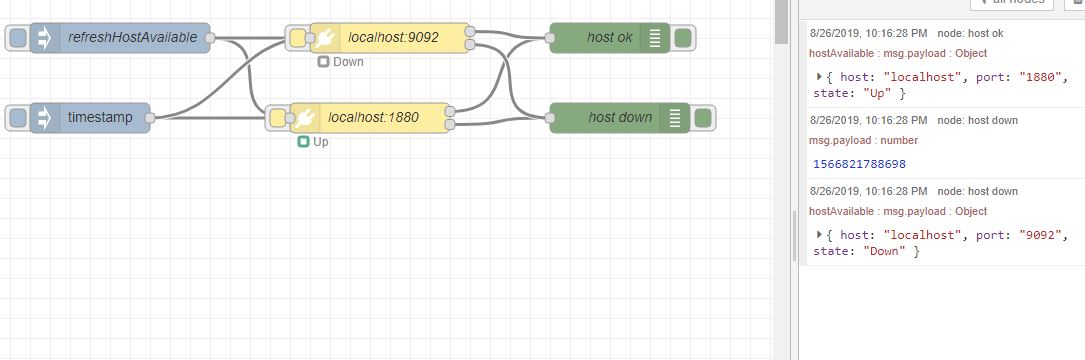 all nodes
refreshHostAvailable
localhost:9092
host ok
Down
timestamp
localhost:1880
host down
Up
8/26/2019, 10:16:28 PM node: host ok
hostAvailable : msg.payload : Object
{ host: "localhost", port: "1880",
state: "Up" }
8/26/2019, 10:16:28 PM node: host down
msg.payload : number
1566821788698
8/26/2019, 10:16:28 PM node: host down
hostAvailable : msg.payload : Object
{ host: "localhost", port: "9092",
state: "Down" }